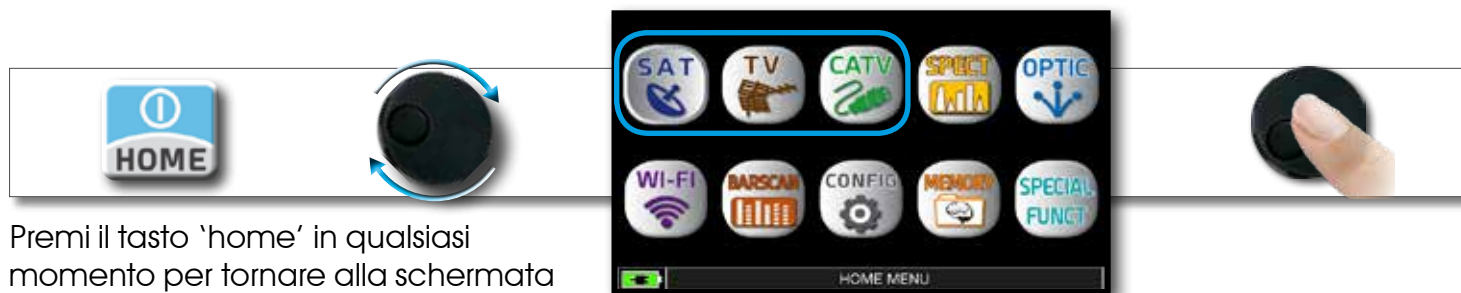 HOME
SAT TV CATV SPECT OPTIC
WI-FI BARSCAN CONFIG MEMORY SPECIAL FUNCT
HOME MENU
Premi il tasto ‘home’ in qualsiasi
momento per tornare alla schermata